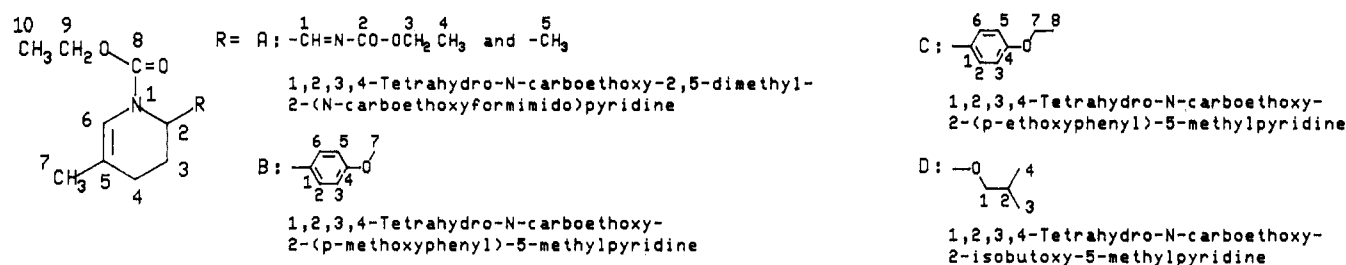 10 9 8
CH₃CH₂-O
C=O
1
N
R
6
2
7
CH₃
5
3
4
R= A: -CH=N-CO-OCH₂CH₃ and -CH₃
1 2 3 4 5
1,2,3,4-Tetrahydro-N-carboethoxy-2,5-dimethyl-
2-(N-carboethoxyformimido)pyridine
B:
6 5 7
O
1 4
2 3
1,2,3,4-Tetrahydro-N-carboethoxy-
2-(p-methoxyphenyl)-5-methylpyridine
C:
6 5 7 8
O
1 4
2 3
1,2,3,4-Tetrahydro-N-carboethoxy-
2-(p-ethoxyphenyl)-5-methylpyridine
D: -O
4
1 2 3
1,2,3,4-Tetrahydro-N-carboethoxy-
2-isobutoxy-5-methylpyridine